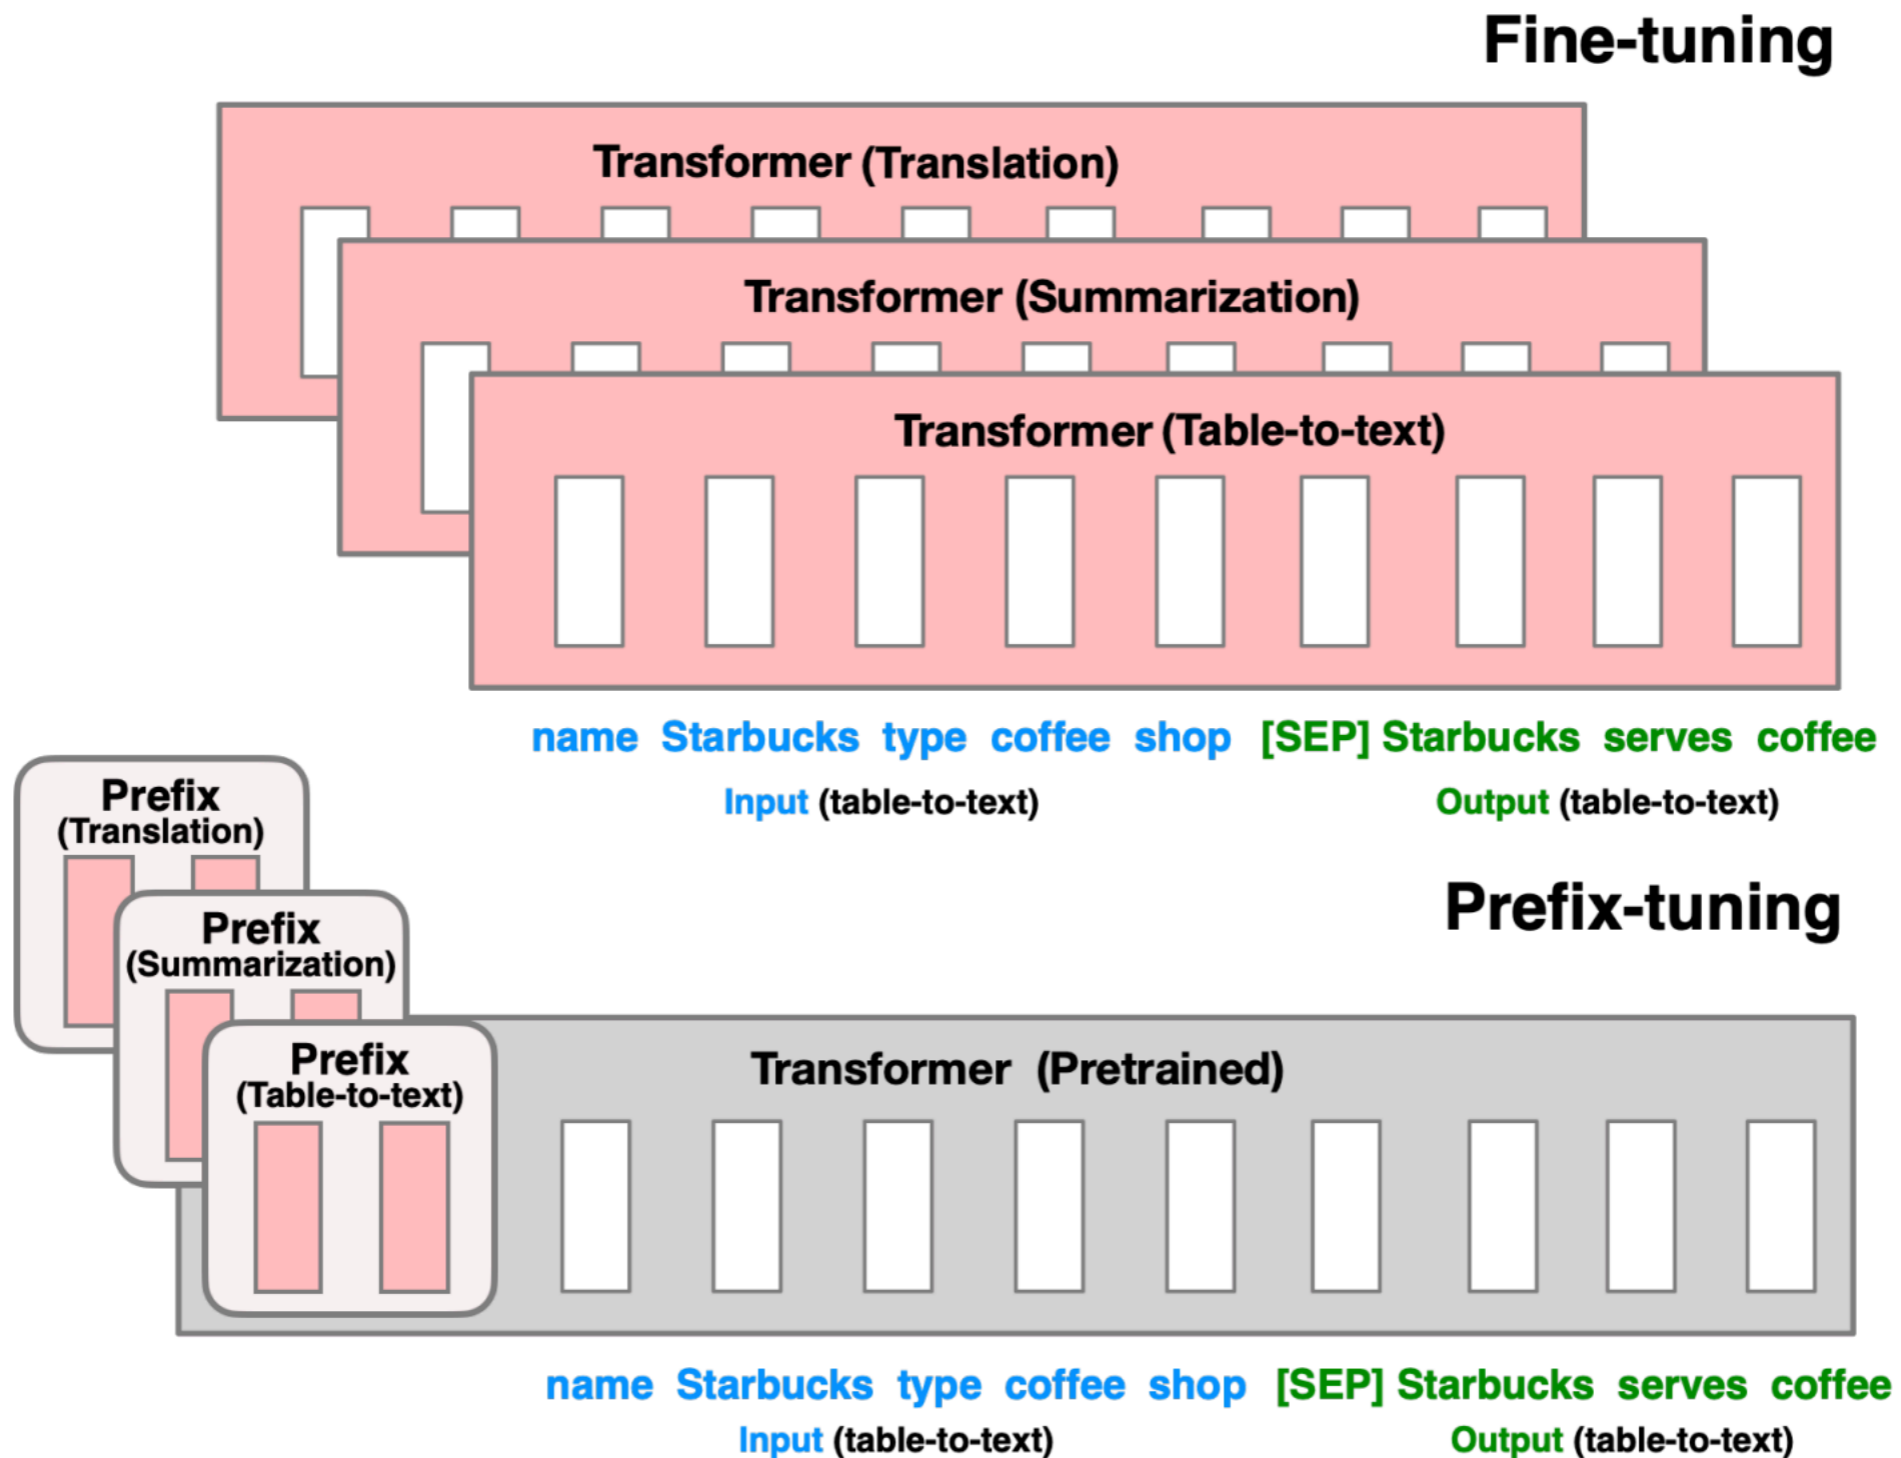 Fine-tuning
Transformer (Translation)
Transformer (Summarization)
Transformer (Table-to-text)
name Starbucks type coffee shop [SEP] Starbucks serves coffee
Input (table-to-text) Output (table-to-text)
Prefix
(Translation)
Prefix-tuning
Prefix
(Summarization)
Prefix
(Table-to-text)
Transformer (Pretrained)
name Starbucks type coffee shop [SEP] Starbucks serves coffee
Input (table-to-text) Output (table-to-text)